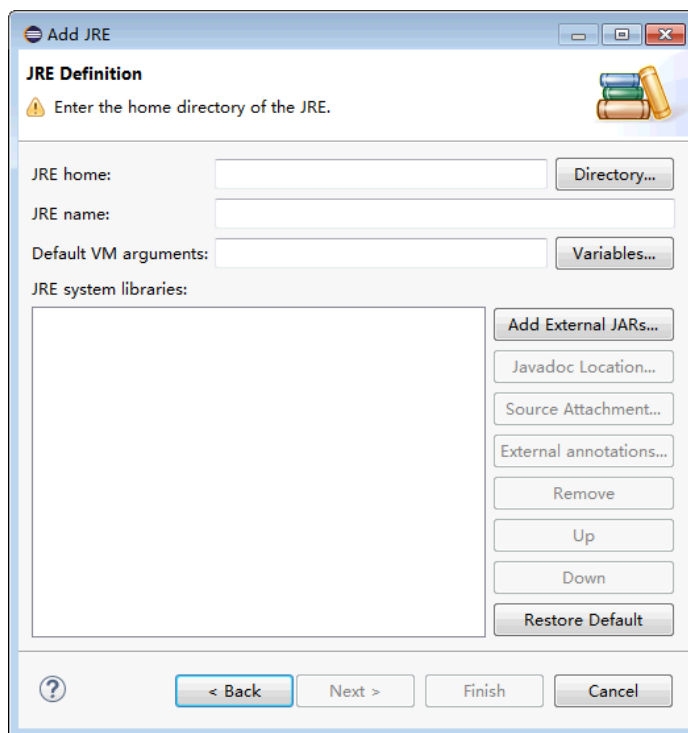 Add JRE
JRE Definition
Enter the home directory of the JRE.
JRE home:
Directory...
JRE name:
Default VM arguments:
Variables...
JRE system libraries:
Add External JARs...
Javadoc Location...
Source Attachment...
External annotations...
Remove
Up
Down
Restore Default
?
< Back
Next >
Finish
Cancel